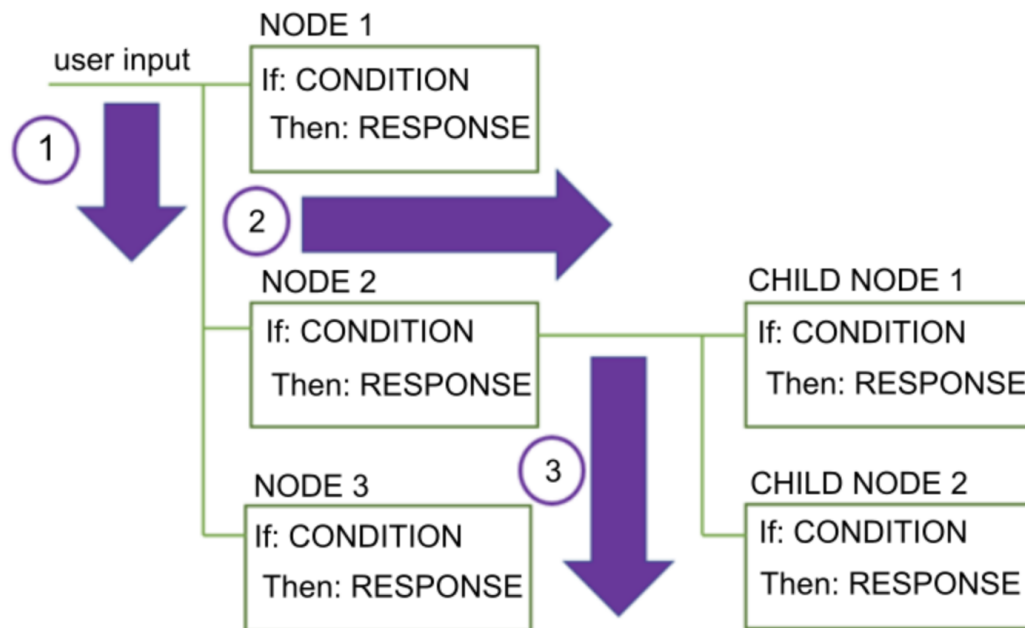 NODE 1
user input
If: CONDITION
Then: RESPONSE
1
2
NODE 2
If: CONDITION
Then: RESPONSE
CHILD NODE 1
If: CONDITION
Then: RESPONSE
3
NODE 3
If: CONDITION
Then: RESPONSE
CHILD NODE 2
If: CONDITION
Then: RESPONSE